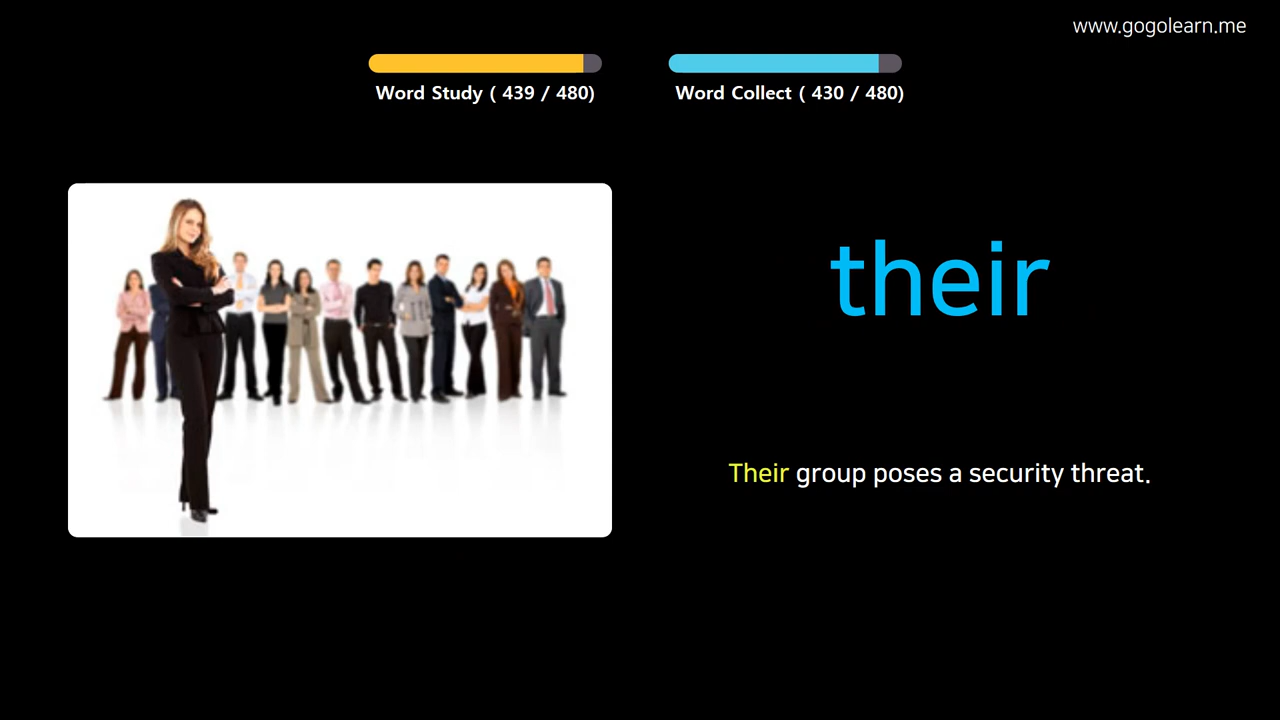 www.gogolearn.me
Word Study ( 439 / 480)
Word Collect ( 430 / 480)
their
Their group poses a security threat.